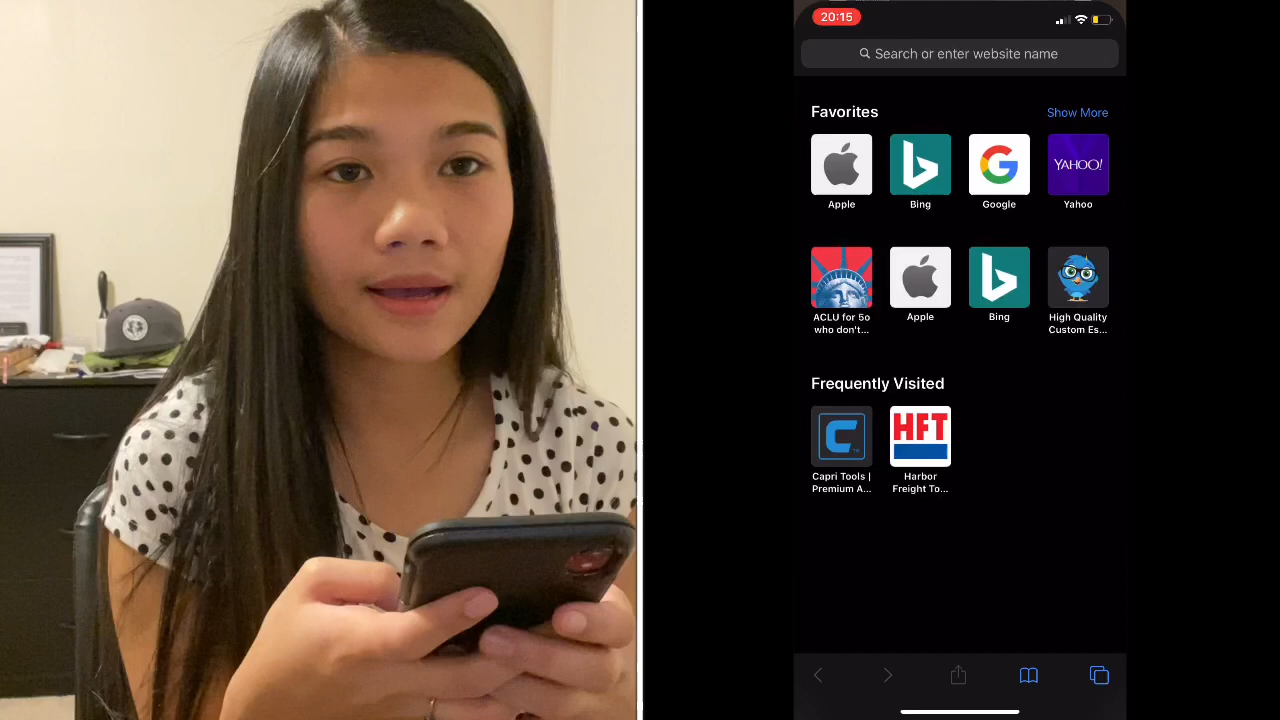 20:15
Search or enter website name
Favorites
Show More
YAHOO!
Apple
Bing
Google
Yahoo
ACLU for 5o
who don't...
Apple
Bing
High Quality
Custom Es...
Frequently Visited
HFT
Capri Tools |
Premium A...
Harbor
Freight To...